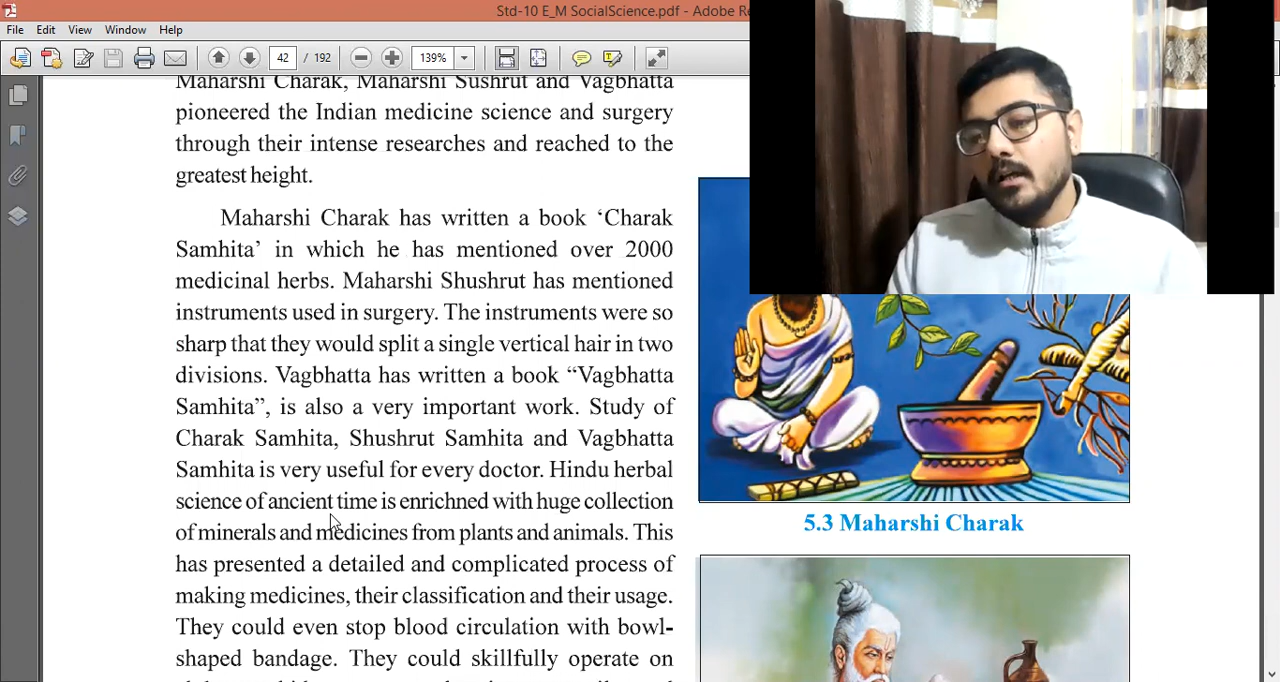 Std-10 E_M SocialScience.pdf - Adobe Re
File Edit View Window Help
42 / 192 139%
Maharshi Charak, Maharshi Sushrut and Vagbhatta
pioneered the Indian medicine science and surgery
through their intense researches and reached to the
greatest height.
Maharshi Charak has written a book ‘Charak
Samhita’ in which he has mentioned over 2000
medicinal herbs. Maharshi Shushrut has mentioned
instruments used in surgery. The instruments were so
sharp that they would split a single vertical hair in two
divisions. Vagbhatta has written a book “Vagbhatta
Samhita”, is also a very important work. Study of
Charak Samhita, Shushrut Samhita and Vagbhatta
Samhita is very useful for every doctor. Hindu herbal
science of ancient time is enrichned with huge collection
of minerals and medicines from plants and animals. This
has presented a detailed and complicated process of
making medicines, their classification and their usage.
They could even stop blood circulation with bowl-
shaped bandage. They could skillfully operate on
5.3 Maharshi Charak